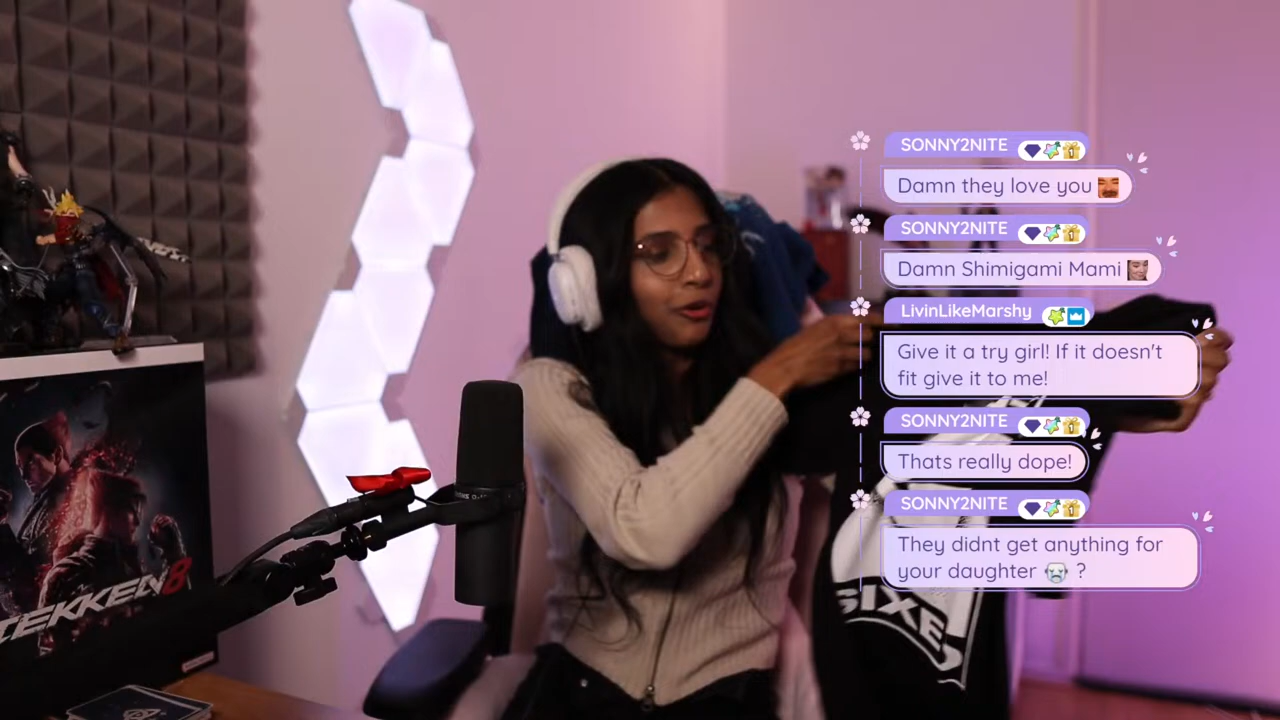 SONNY2NITE
Damn they love you
SONNY2NITE
Damn Shimigami Mami
LivinLikeMarshy
Give it a try girl! If it doesn't
fit give it to me!
SONNY2NITE
Thats really dope!
SONNY2NITE
They didnt get anything for
your daughter ?
TEKKEN 8